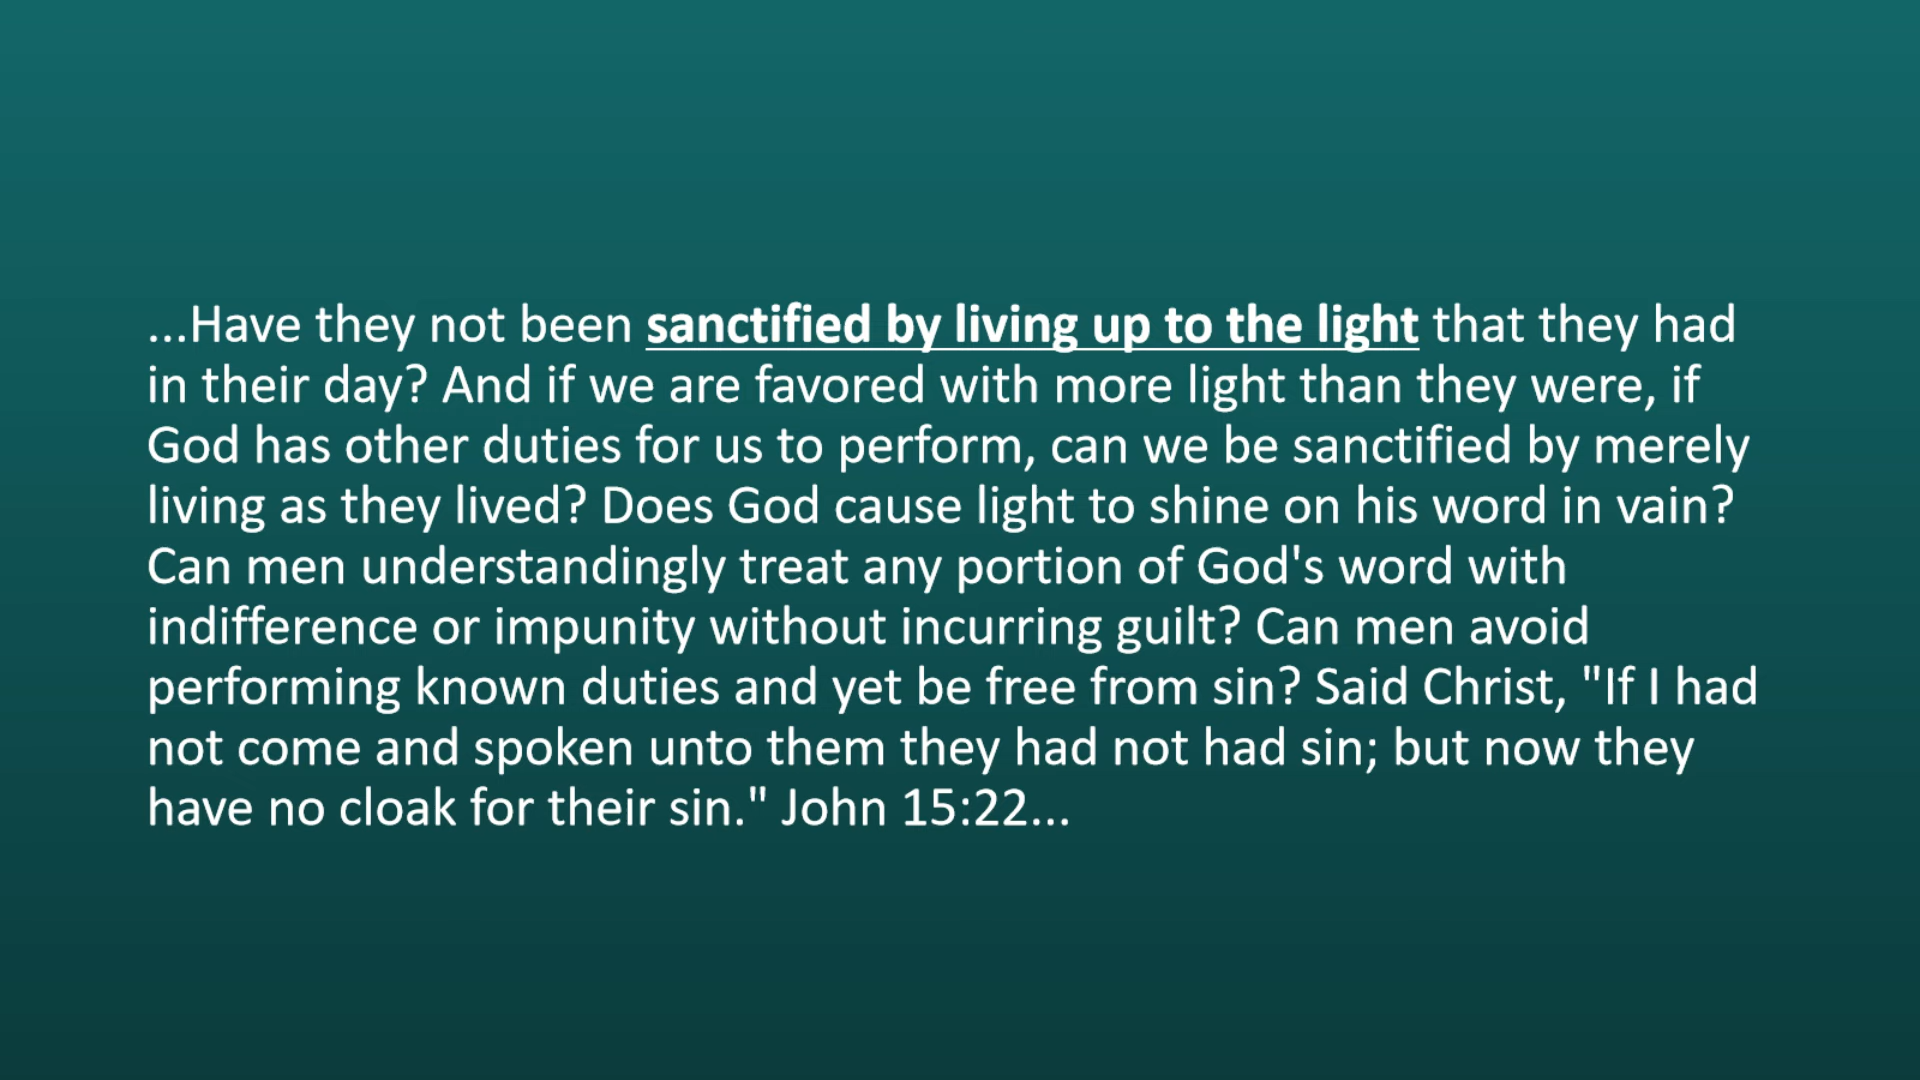 ...Have they not been sanctified by living up to the light that they had
in their day? And if we are favored with more light than they were, if
God has other duties for us to perform, can we be sanctified by merely
living as they lived? Does God cause light to shine on his word in vain?
Can men understandingly treat any portion of God's word with
indifference or impunity without incurring guilt? Can men avoid
performing known duties and yet be free from sin? Said Christ, "If I had
not come and spoken unto them they had not had sin; but now they
have no cloak for their sin." John 15:22...